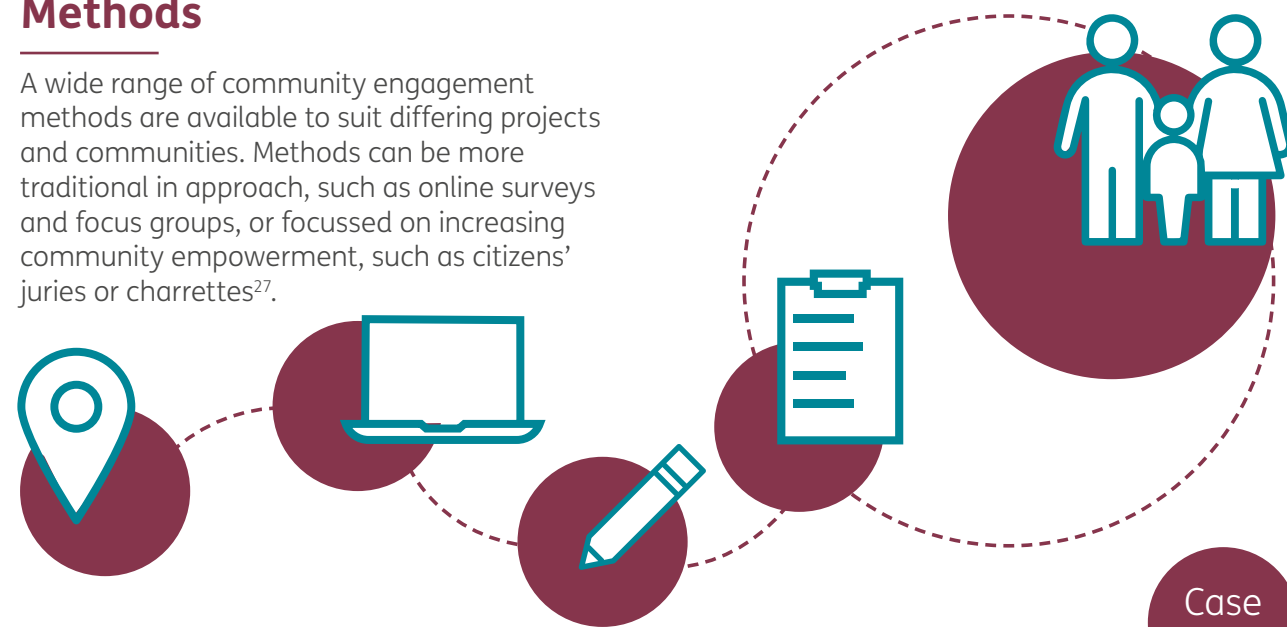 Methods
A wide range of community engagement
methods are available to suit differing projects
and communities. Methods can be more
traditional in approach, such as online surveys
and focus groups, or focussed on increasing
community empowerment, such as citizens’
juries or charrettes27.
Case